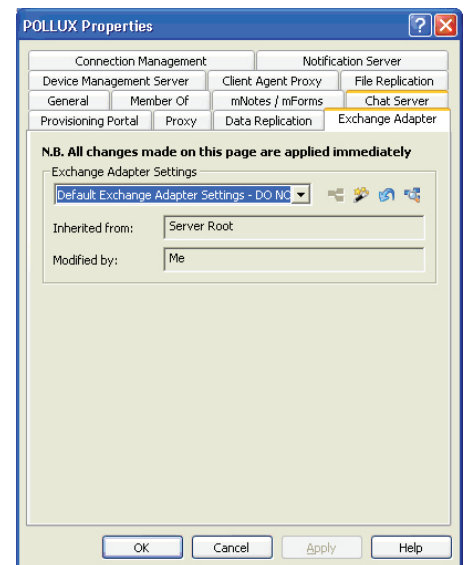 POLLUX Properties
Connection Management Notification Server
Device Management Server Client Agent Proxy File Replication
General Member Of mNotes / mForms Chat Server
Provisioning Portal Proxy Data Replication Exchange Adapter
N.B. All changes made on this page are applied immediately
Exchange Adapter Settings
Default Exchange Adapter Settings - DO NO
Inherited from: Server Root
Modified by: Me
OK Cancel Apply Help